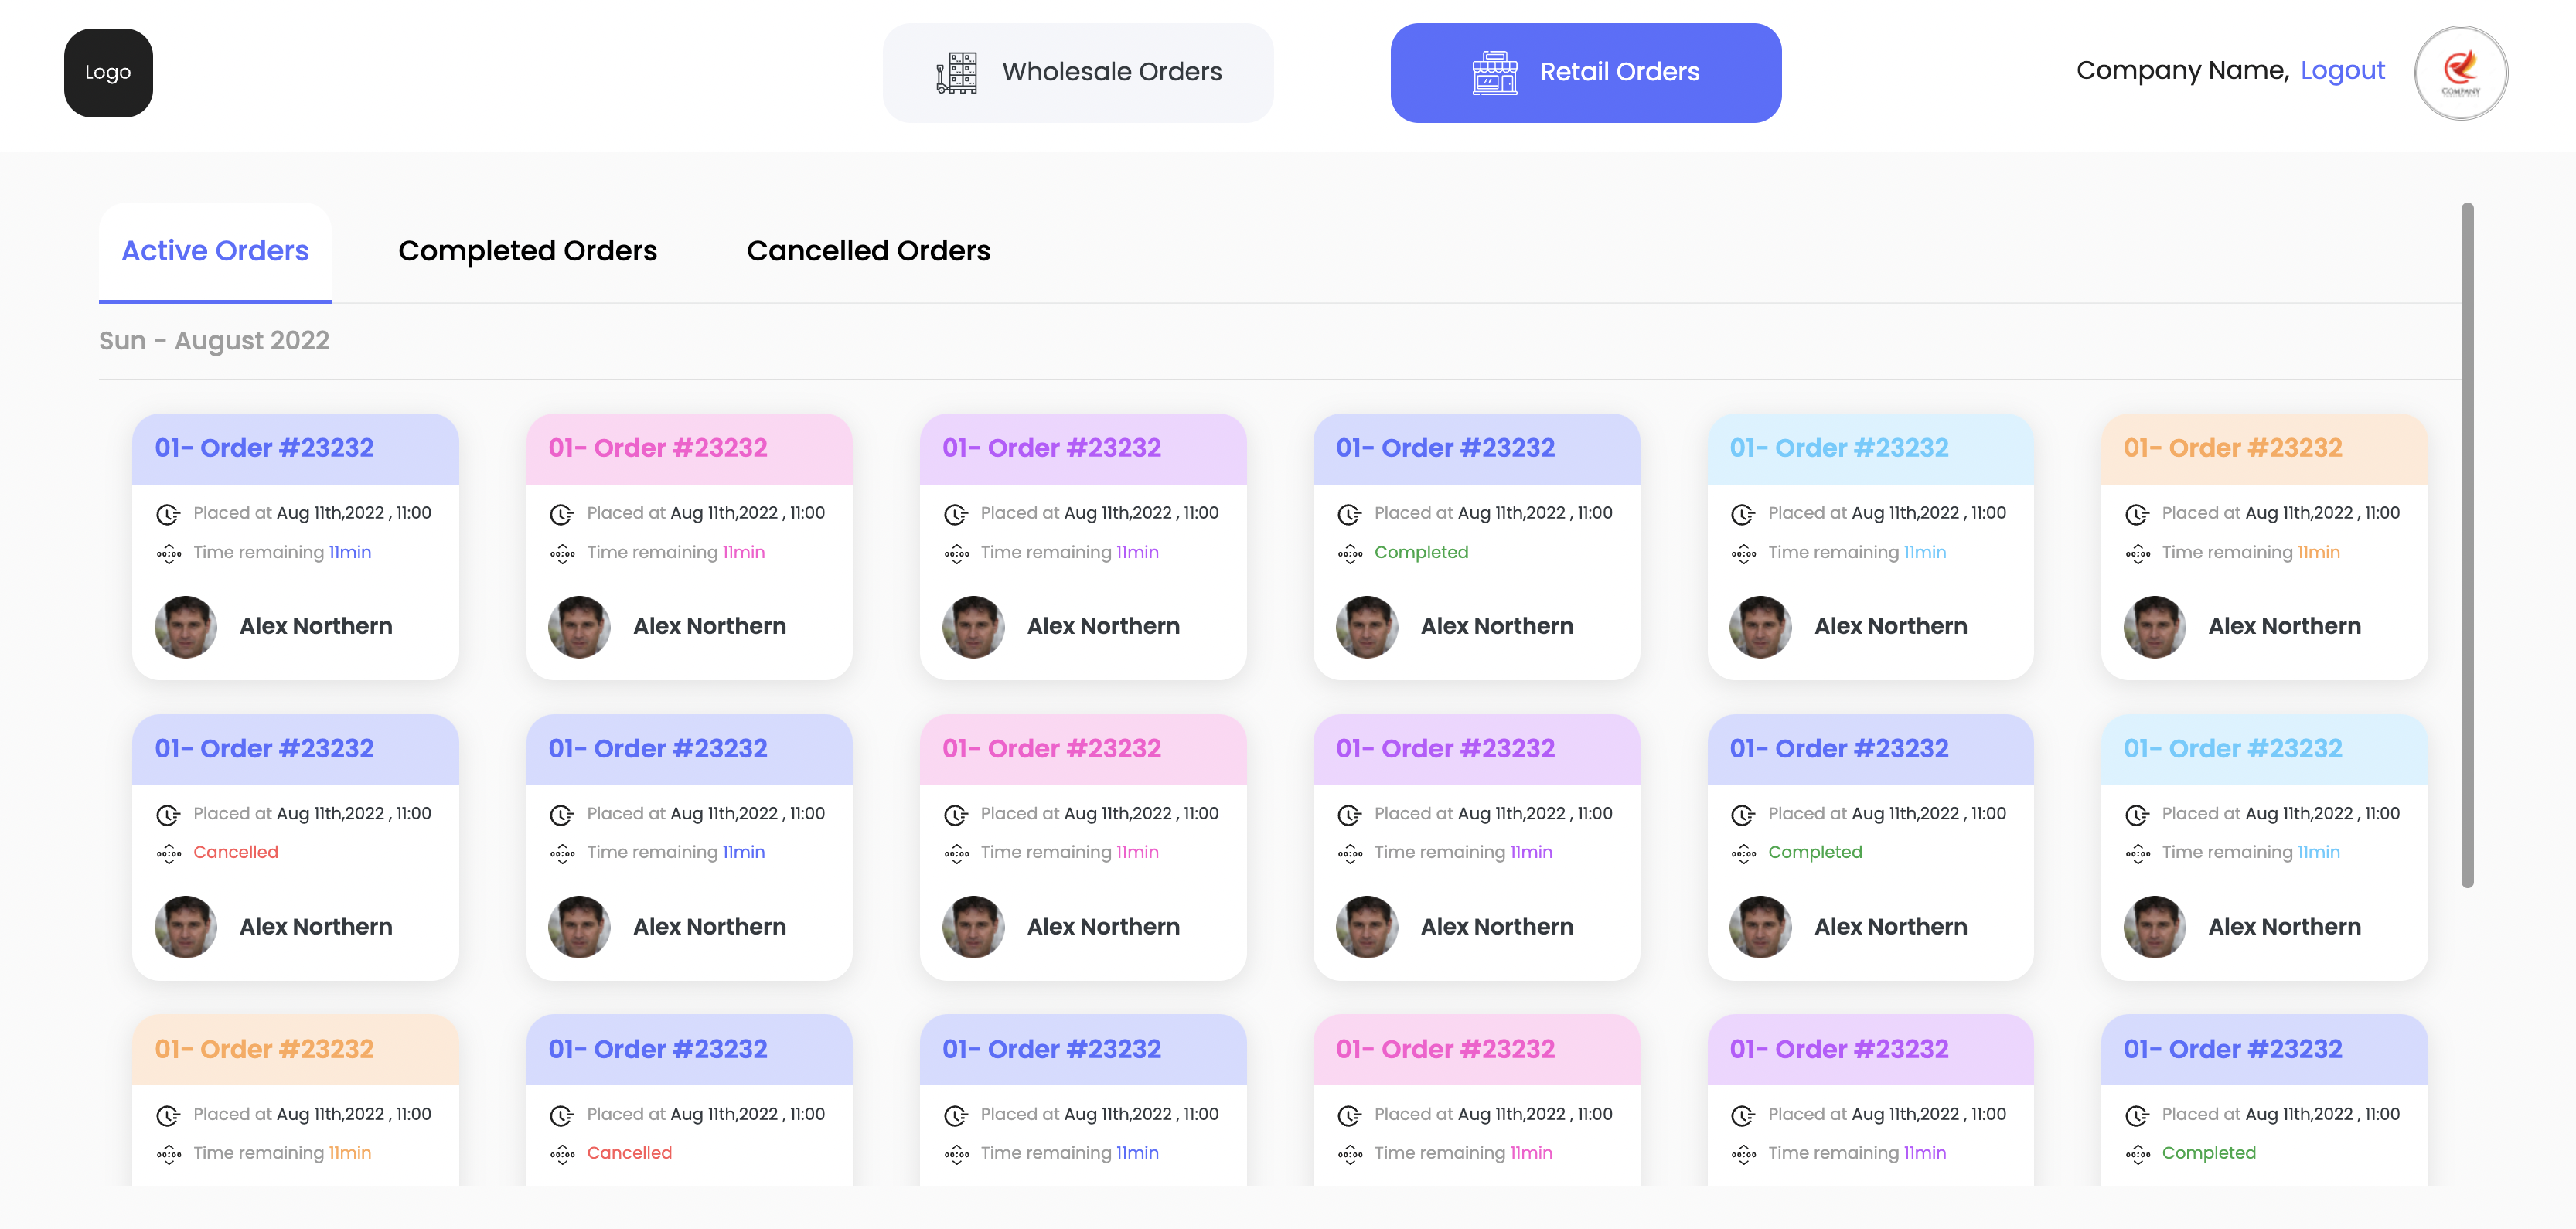 Logo
Wholesale Orders
Retail Orders
Company Name, Logout
COMPANY
Active Orders
Completed Orders
Cancelled Orders
Sun - August 2022
01- Order #23232
Placed at Aug 11th,2022 , 11:00
Time remaining 11min
Alex Northern
01- Order #23232
Placed at Aug 11th,2022 , 11:00
Time remaining 11min
Alex Northern
01- Order #23232
Placed at Aug 11th,2022 , 11:00
Time remaining 11min
Alex Northern
01- Order #23232
Placed at Aug 11th,2022 , 11:00
Completed
Alex Northern
01- Order #23232
Placed at Aug 11th,2022 , 11:00
Time remaining 11min
Alex Northern
01- Order #23232
Placed at Aug 11th,2022 , 11:00
Time remaining 11min
Alex Northern
01- Order #23232
Placed at Aug 11th,2022 , 11:00
Cancelled
Alex Northern
01- Order #23232
Placed at Aug 11th,2022 , 11:00
Time remaining 11min
Alex Northern
01- Order #23232
Placed at Aug 11th,2022 , 11:00
Time remaining 11min
Alex Northern
01- Order #23232
Placed at Aug 11th,2022 , 11:00
Time remaining 11min
Alex Northern
01- Order #23232
Placed at Aug 11th,2022 , 11:00
Completed
Alex Northern
01- Order #23232
Placed at Aug 11th,2022 , 11:00
Time remaining 11min
Alex Northern
01- Order #23232
Placed at Aug 11th,2022 , 11:00
Time remaining 11min
01- Order #23232
Placed at Aug 11th,2022 , 11:00
Cancelled
01- Order #23232
Placed at Aug 11th,2022 , 11:00
Time remaining 11min
01- Order #23232
Placed at Aug 11th,2022 , 11:00
Time remaining 11min
01- Order #23232
Placed at Aug 11th,2022 , 11:00
Time remaining 11min
01- Order #23232
Placed at Aug 11th,2022 , 11:00
Completed